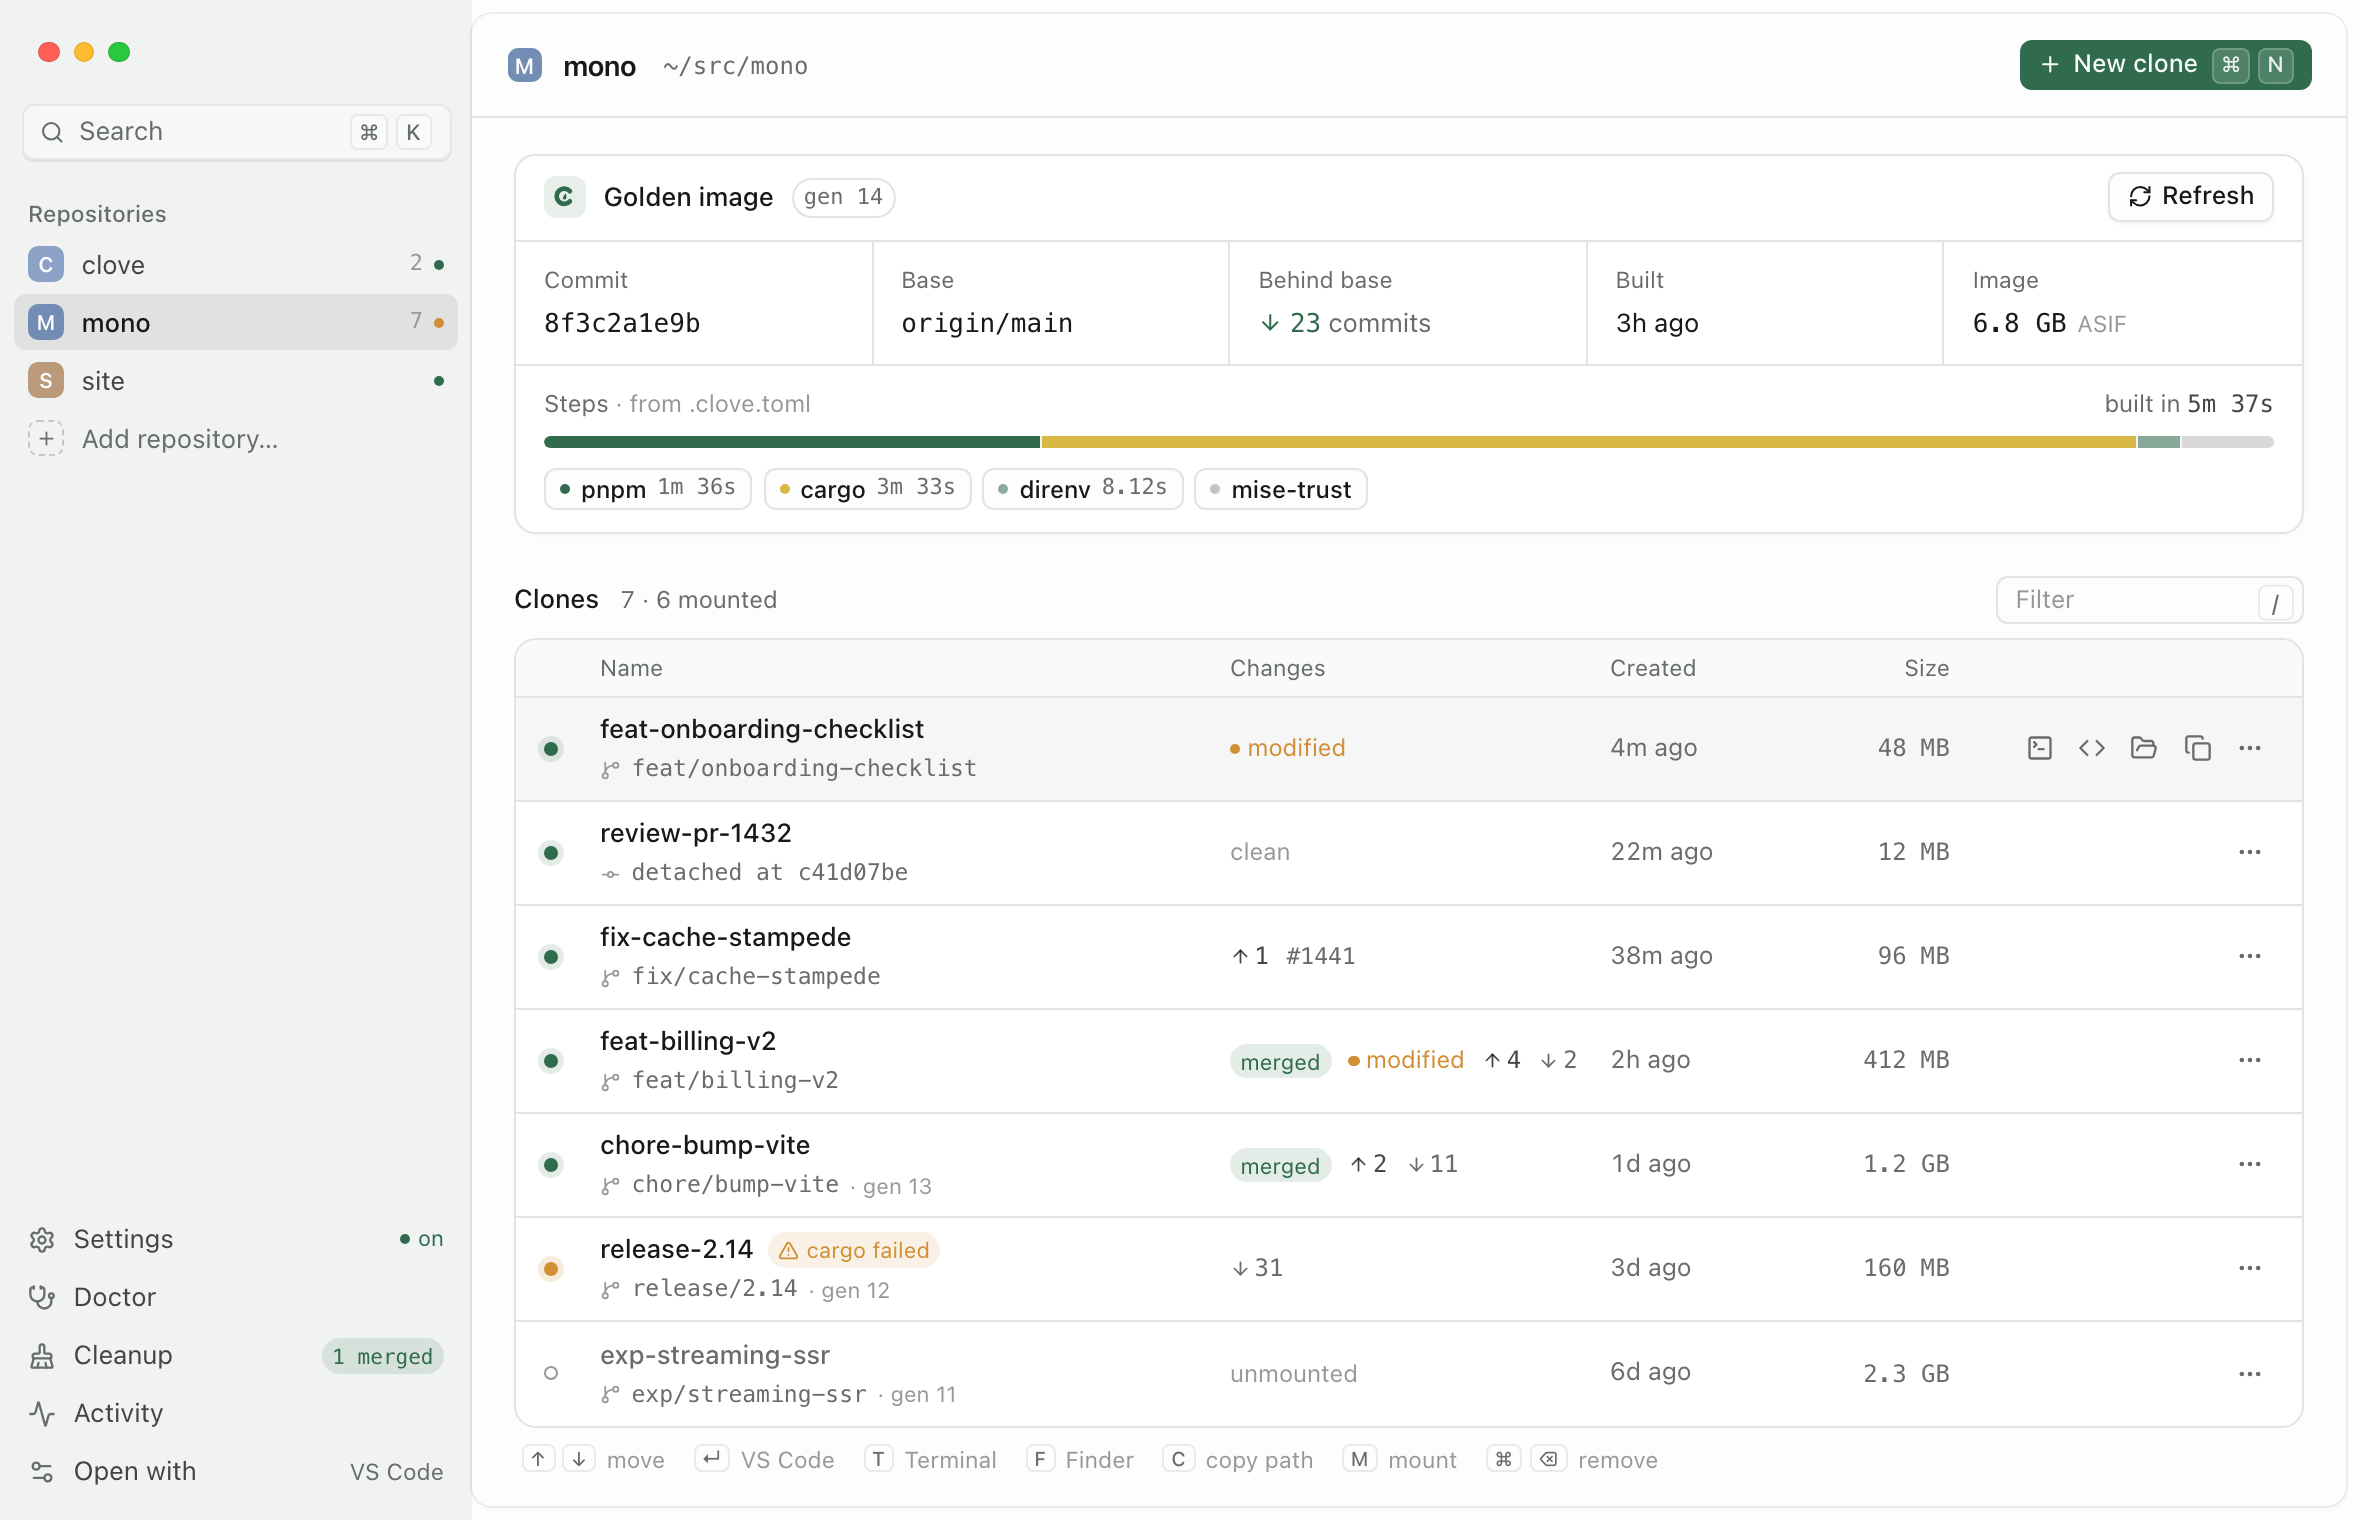 Search ⌘ K
Repositories
C clove 2
M mono 7
S site
+ Add repository...
Settings on
Doctor
Cleanup 1 merged
Activity
Open with VS Code
M mono ~/src/mono
+ New clone ⌘ N
Golden image gen 14
Refresh
Commit
8f3c2a1e9b
Base
origin/main
Behind base
↓ 23 commits
Built
3h ago
Image
6.8 GB ASIF
Steps · from .clove.toml
built in 5m 37s
pnpm 1m 36s
cargo 3m 33s
direnv 8.12s
mise-trust
Clones 7 · 6 mounted
Filter /
Name Changes Created Size
feat-onboarding-checklist
feat/onboarding-checklist
modified 4m ago 48 MB
review-pr-1432
detached at c41d07be
clean 22m ago 12 MB
fix-cache-stampede
fix/cache-stampede
↑ 1 #1441 38m ago 96 MB
feat-billing-v2
feat/billing-v2
merged modified ↑ 4 ↓ 2 2h ago 412 MB
chore-bump-vite
chore/bump-vite · gen 13
merged ↑ 2 ↓ 11 1d ago 1.2 GB
release-2.14 cargo failed
release/2.14 · gen 12
↓ 31 3d ago 160 MB
exp-streaming-ssr
exp/streaming-ssr · gen 11
unmounted 6d ago 2.3 GB
↑ ↓ move ↵ VS Code T Terminal F Finder C copy path M mount ⌘ ⌫ remove